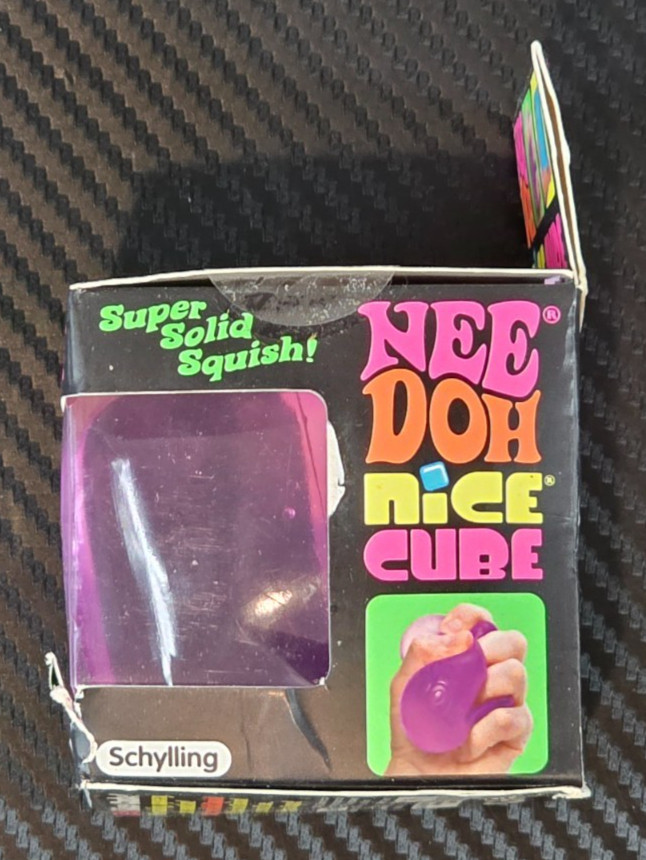 Super
Solid
Squish!
NEE®
DOH
NiCE®
CUBE
Schylling